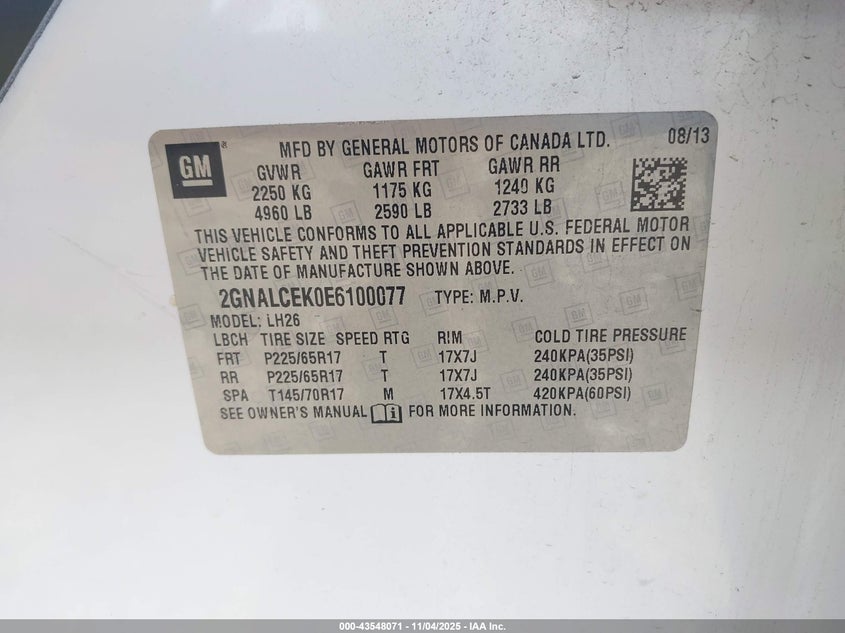 GM
MFD BY GENERAL MOTORS OF CANADA LTD. 08/13
GVWR GAWR FRT GAWR RR
2250 KG 1175 KG 1240 KG
4960 LB 2590 LB 2733 LB
THIS VEHICLE CONFORMS TO ALL APPLICABLE U.S. FEDERAL MOTOR
VEHICLE SAFETY AND THEFT PREVENTION STANDARDS IN EFFECT ON
THE DATE OF MANUFACTURE SHOWN ABOVE.
2GNALCEK0E6100077 TYPE: M.P.V.
MODEL: LH26
LBCH TIRE SIZE SPEED RTG RIM COLD TIRE PRESSURE
FRT P225/65R17 T 17X7J 240KPA(35PSI)
RR P225/65R17 T 17X7J 240KPA(35PSI)
SPA T145/70R17 M 17X4.5T 420KPA(60PSI)
SEE OWNER'S MANUAL FOR MORE INFORMATION.
000-43548071 - 11/04/2025 - IAA Inc.